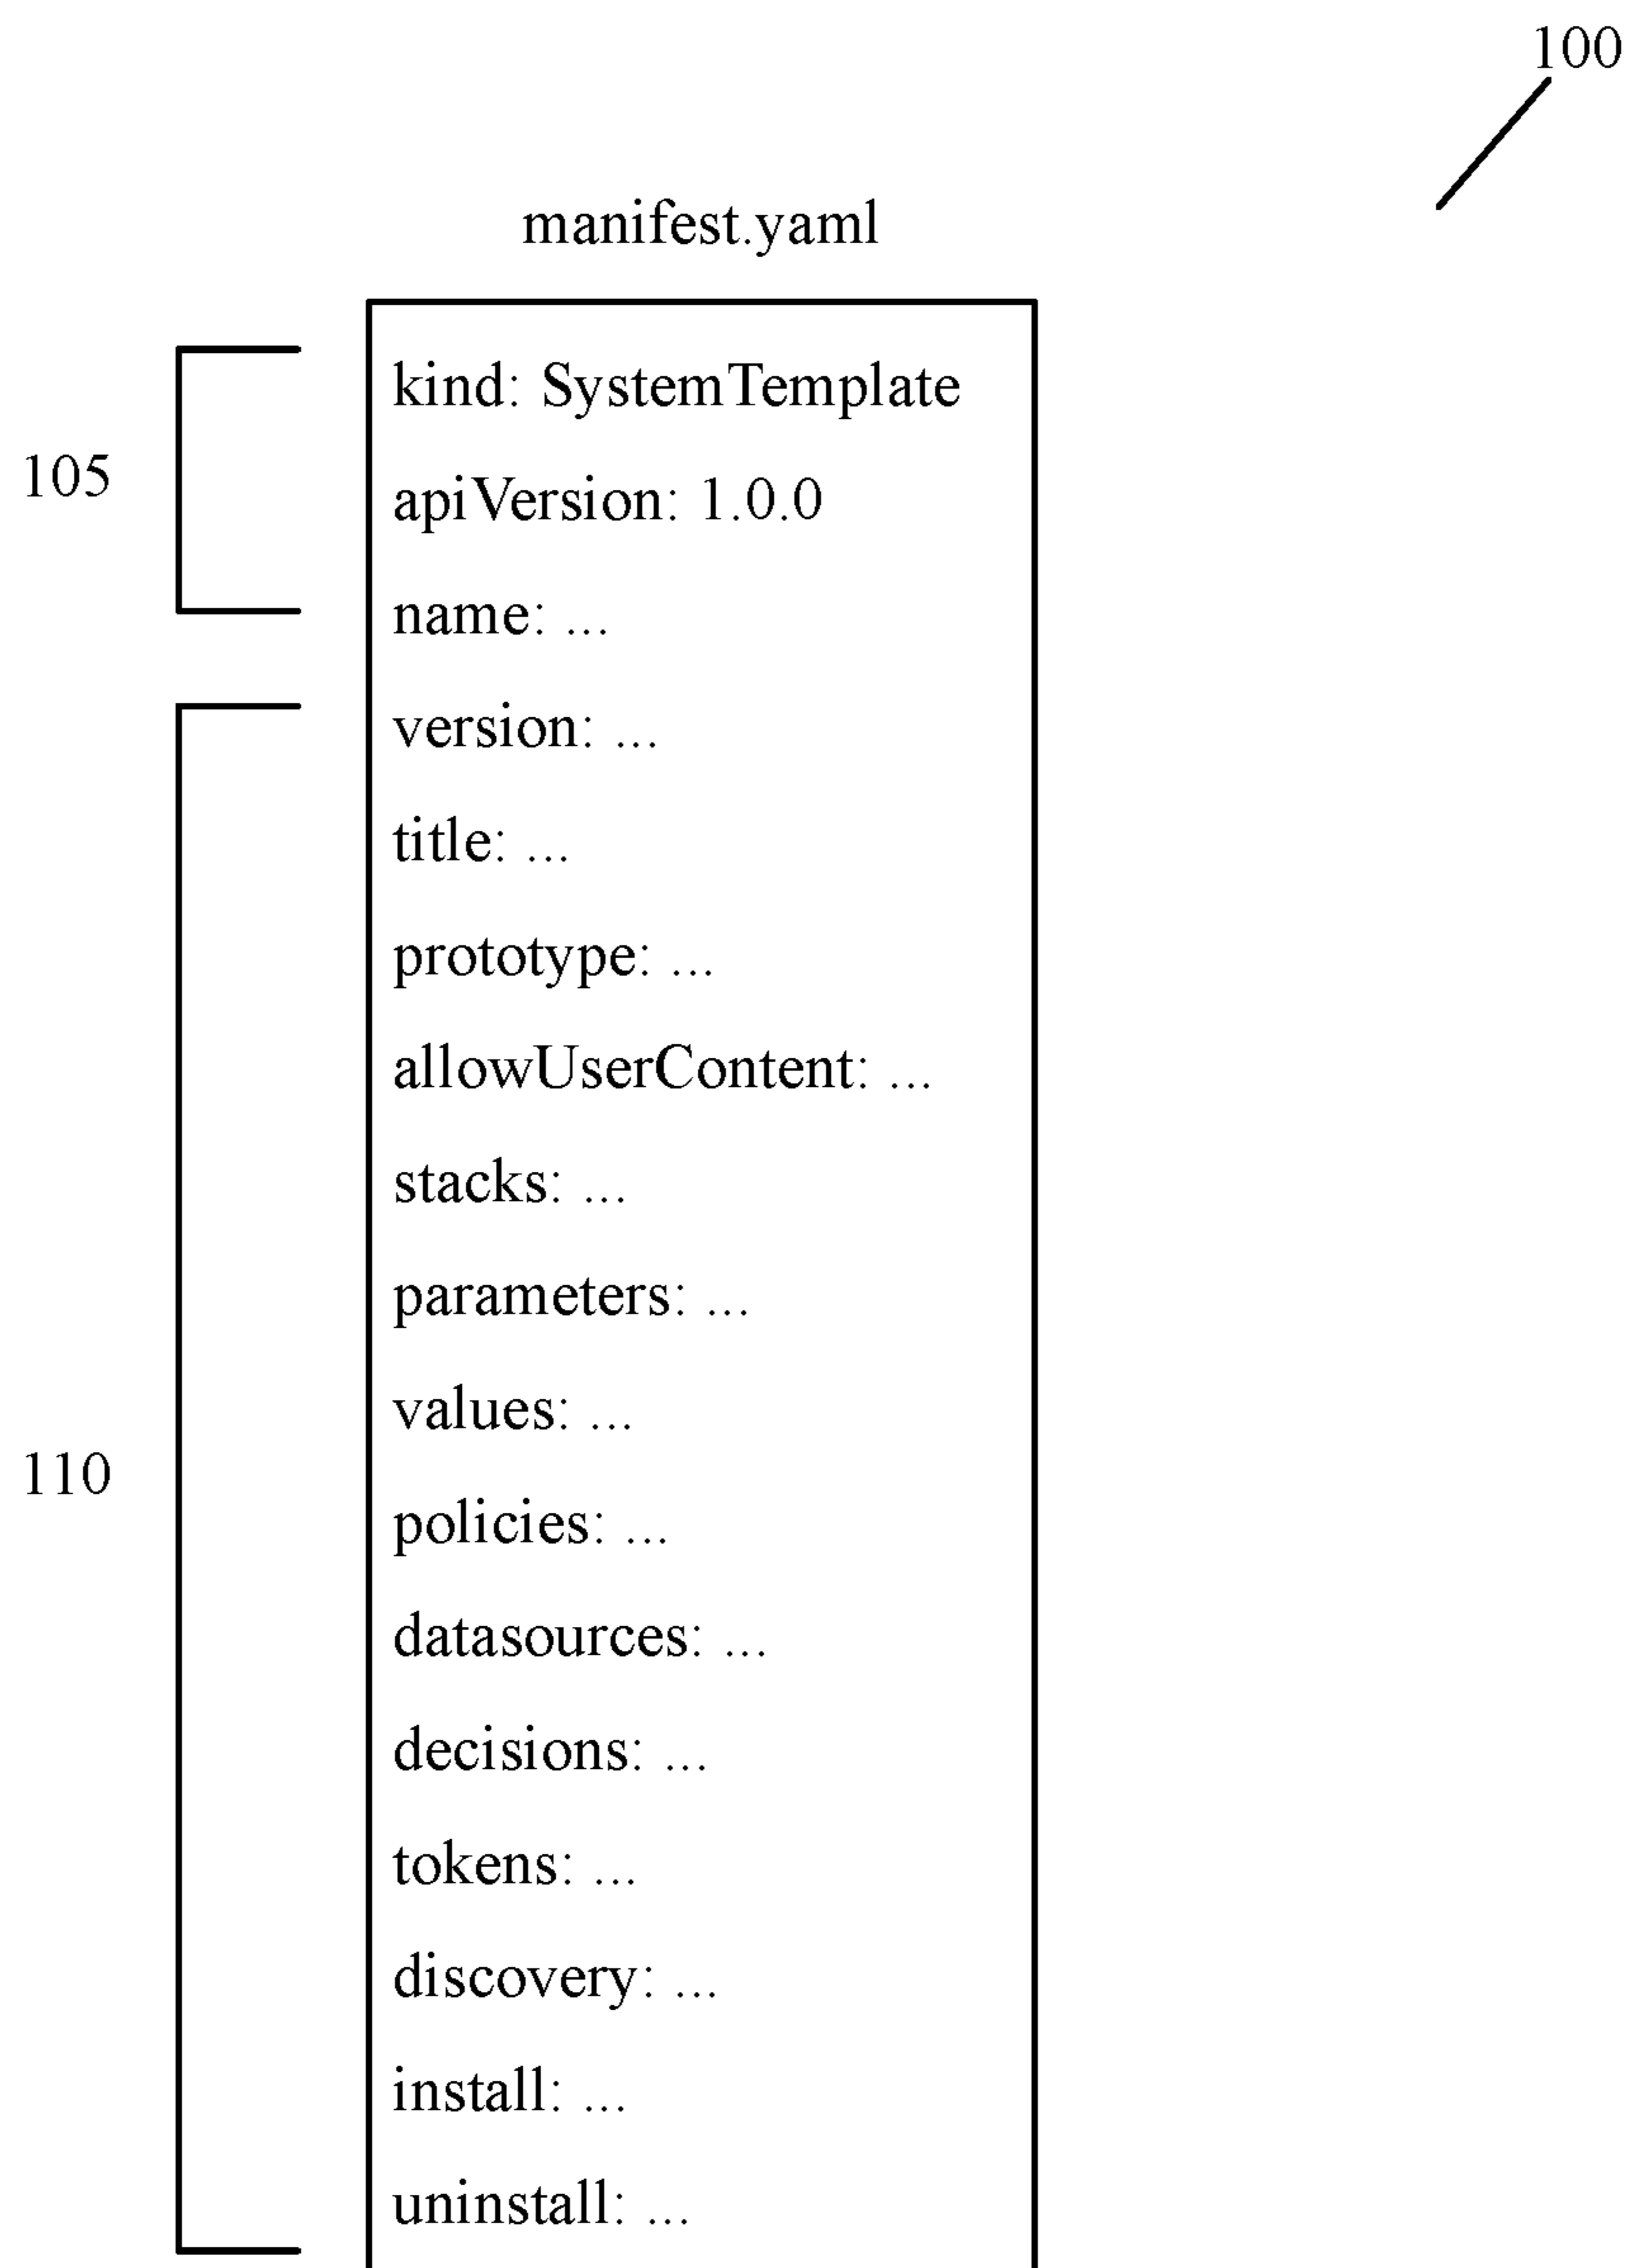 100
manifest.yaml
kind: SystemTemplate
105
apiVersion: 1.0.0
name: ...
version: ...
title: ...
prototype: ...
allowUserContent: ...
stacks: ...
parameters: ...
values: ...
110
policies: ...
datasources: ...
decisions: ...
tokens: ...
discovery: ...
install: ...
uninstall: ...